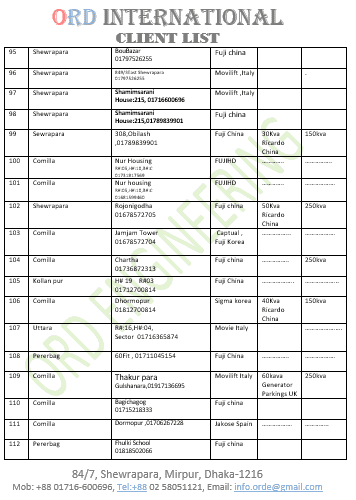 ORD INTERNATIONAL
CLIENT LIST
95 Shewrapara BouBazar Fuji china
01797526255
96 Shewrapara 849/3East Shewrapara Movilift ,Italy .
01797526255
97 Shewrapara Shamimsarani Movilift ,Italy
House:215, 01716600696
98 Shewrapara Shamimsarani Fuji china
House:215,01789839901
99 Sewrapara 308,Obilash Fuji China 30Kva 150kva
,01789839901 Ricardo
China
100 Comilla Nur Housing FUJIHD
101 Comilla Nur housing FUJIHD
102 Shewrapara Rojonigodha Fuji china 50Kva 250kva
01678572705 Ricardo
China
103 Comilla Jamjam Tower Captual ,
01678572704 Fuji Korea
104 Comilla Chartha Fuji china 250kva
01736872313
105 Kollan pur H# 19 R#03 Fuji china
01712700814
106 Comilla Dhormopur Sigma korea 40Kva 150kva
01812700814 Ricardo
China
107 Uttara R#:16,H#:04, Movie Italy
Sector 01716365874
108 Pererbag 60Fit , 01711045154 Fuji China
109 Comilla Thakur para Movilift Italy 60kava 250kva
Gulshanara,01917136695 Generator
Parkings UK
110 Comilla Bagichagog Fuji china
01715218333
111 Comilla Dormopur ,01706267228 Jakose Spain
112 Pererbag Fhulki School Fuji china
01818502066
ORD ENGINEERING
84/7, Shewrapara, Mirpur, Dhaka-1216
Mob: +88 01716-600696, Tel:+88 02 58051121, Email: info.orde@gmail.com